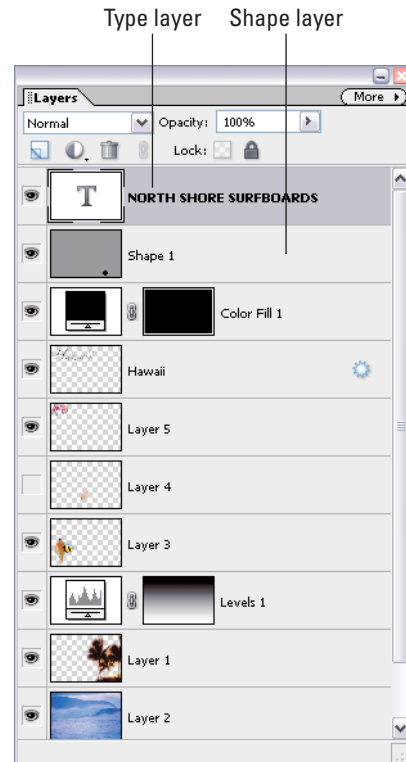 Type layer Shape layer
Layers More
Normal Opacity: 100%
Lock:
T NORTH SHORE SURFBOARDS
Shape 1
Color Fill 1
Hawaii
Layer 5
Layer 4
Layer 3
Levels 1
Layer 1
Layer 2